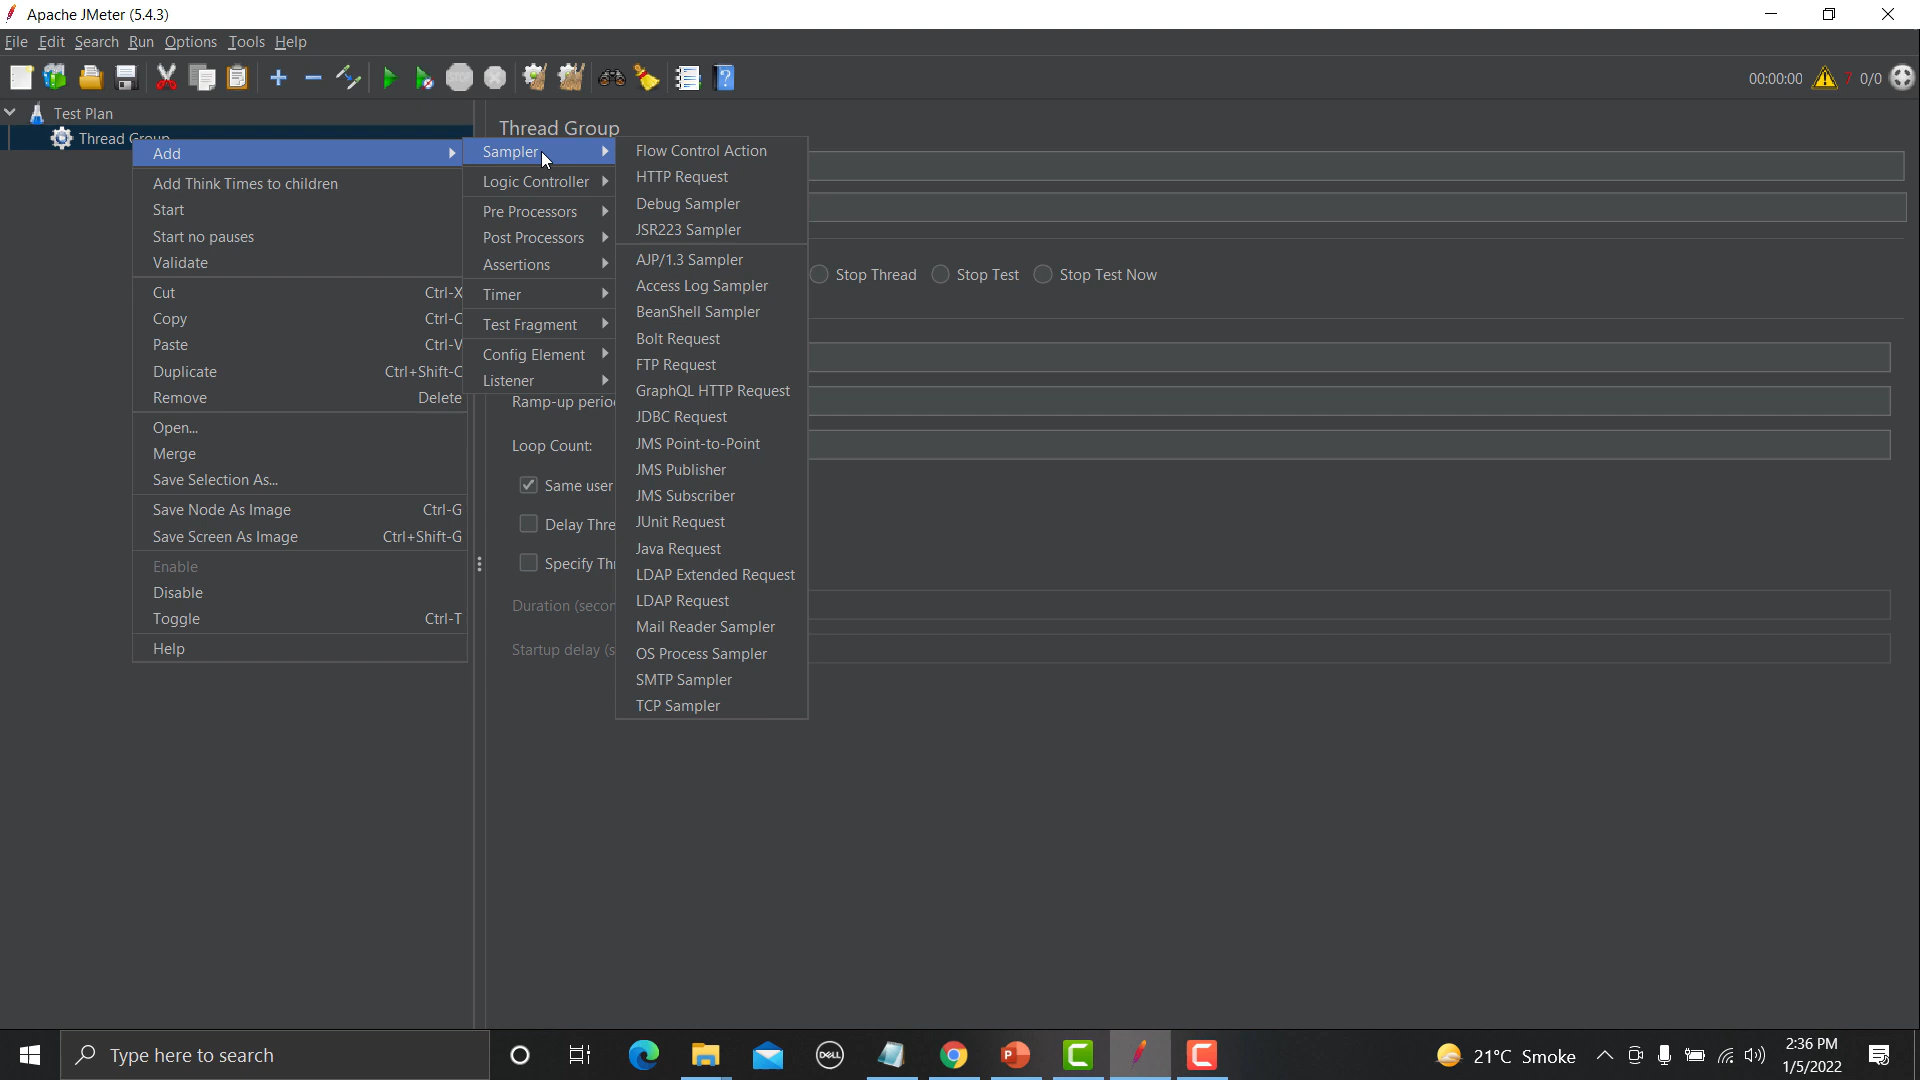 Apache JMeter (5.4.3)
File Edit Search Run Options Tools Help
00:00:00 7 0/0
Test Plan
Thread Group
Thread Group
Add
Add Think Times to children
Start
Start no pauses
Validate
Cut Ctrl-X
Copy Ctrl-C
Paste Ctrl-V
Duplicate Ctrl+Shift-C
Remove Delete
Open...
Merge
Save Selection As...
Save Node As Image Ctrl-G
Save Screen As Image Ctrl+Shift-G
Enable
Disable
Toggle Ctrl-T
Help
Sampler
Logic Controller
Pre Processors
Post Processors
Assertions
Timer
Test Fragment
Config Element
Listener
Flow Control Action
HTTP Request
Debug Sampler
JSR223 Sampler
AJP/1.3 Sampler
Access Log Sampler
BeanShell Sampler
Bolt Request
FTP Request
GraphQL HTTP Request
JDBC Request
JMS Point-to-Point
JMS Publisher
JMS Subscriber
JUnit Request
Java Request
LDAP Extended Request
LDAP Request
Mail Reader Sampler
OS Process Sampler
SMTP Sampler
TCP Sampler
Stop Thread Stop Test Stop Test Now
Ramp-up perio
Loop Count:
Same user
Delay Thre
Specify Th
Duration (secon
Startup delay (s
Type here to search
DELL
21°C Smoke
2:36 PM
1/5/2022